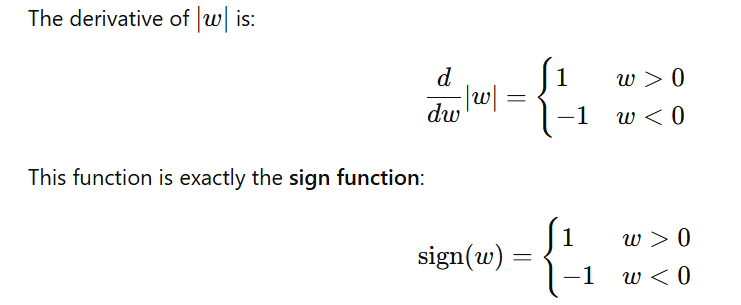 The derivative of |w| is:
d/dw |w| = { 1 w > 0
−1 w < 0
This function is exactly the sign function:
sign(w) = { 1 w > 0
−1 w < 0